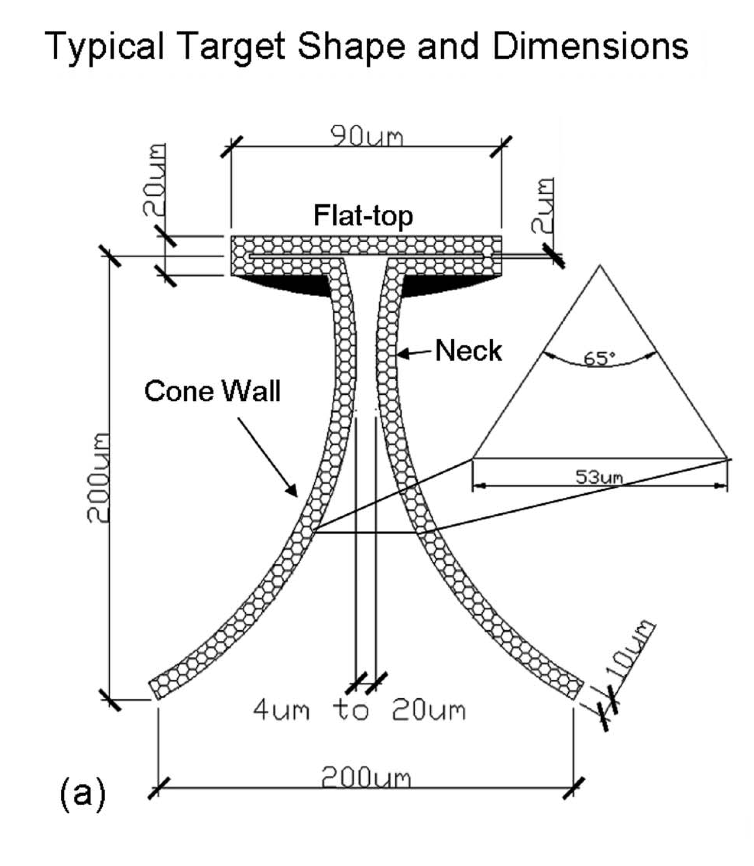 Typical Target Shape and Dimensions
90um
20um
2um
Flat-top
65°
Neck
Cone Wall
53um
200um
10um
4um to 20um
200um
(a)